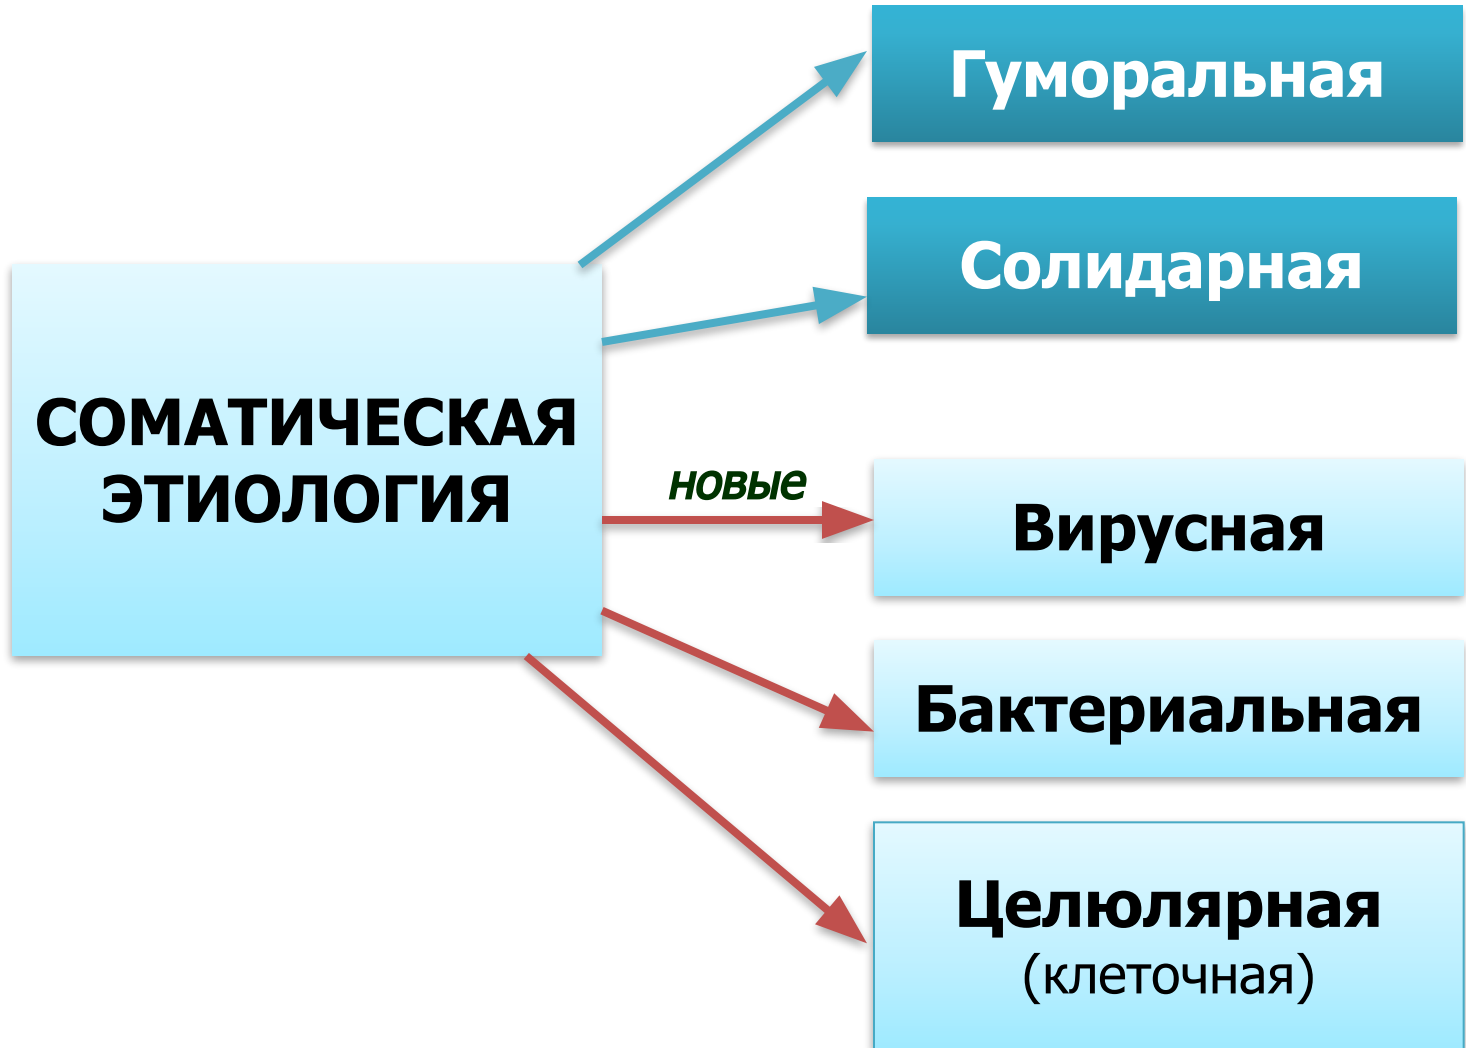 Гуморальная
Солидарная
СОМАТИЧЕСКАЯ
ЭТИОЛОГИЯ
новые
Вирусная
Бактериальная
Целюлярная
(клеточная)